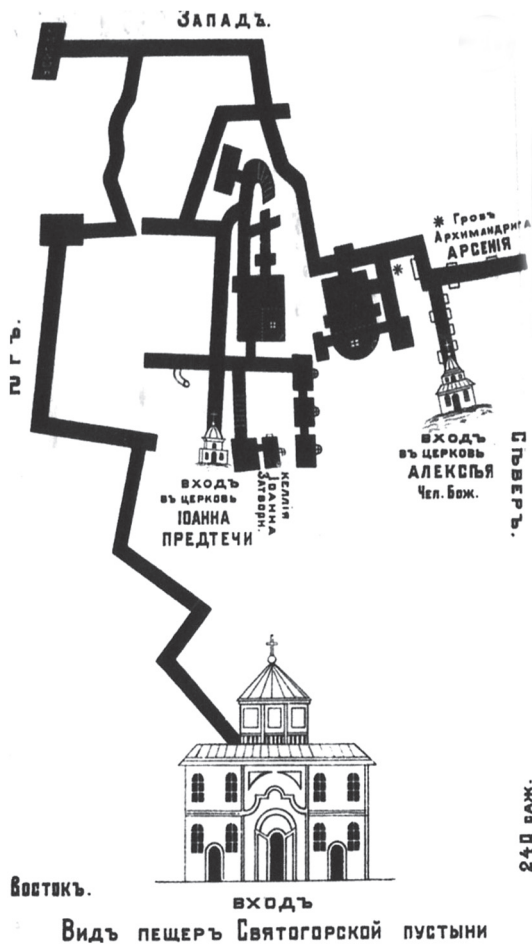 ЗАПАДЪ.
* Гробъ
Архимандрита
АРСЕНІЯ
ЮГЪ.
СѢВЕРЪ.
ВХОДЪ
ВЪ ЦЕРКОВЬ
АЛЕКСѢЯ
Чел. Бож.
ВХОДЪ
ВЪ ЦЕРКОВЬ
ІОАННА
ПРЕДТЕЧИ
КЕЛЛІЯ
ІОАННА
ЗАТВОРН.
240 САЖ.
ВОСТОКЪ.
ВХОДЪ
Видъ пещеръ Святогорской пустыни